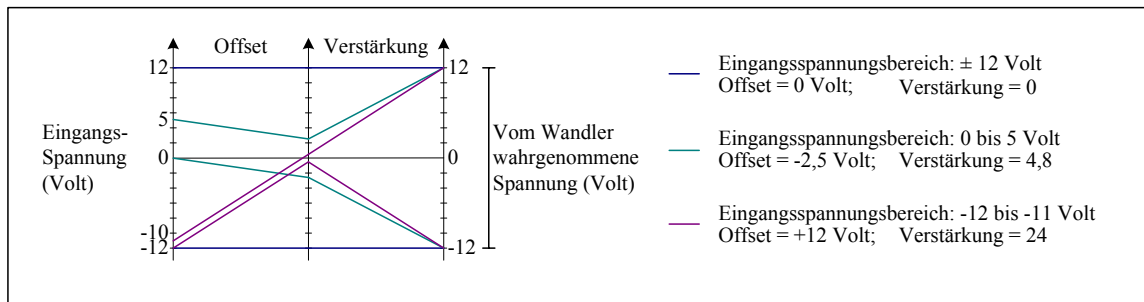 Offset Verstärkung
12
5
0
-10
-12
Eingangs-
Spannung
(Volt)
12
0
-12
Vom Wandler
wahrgenommene
Spannung (Volt)
Eingangsspannungsbereich: ± 12 Volt
Offset = 0 Volt; Verstärkung = 0
Eingangsspannungsbereich: 0 bis 5 Volt
Offset = -2,5 Volt; Verstärkung = 4,8
Eingangsspannungsbereich: -12 bis -11 Volt
Offset = +12 Volt; Verstärkung = 24